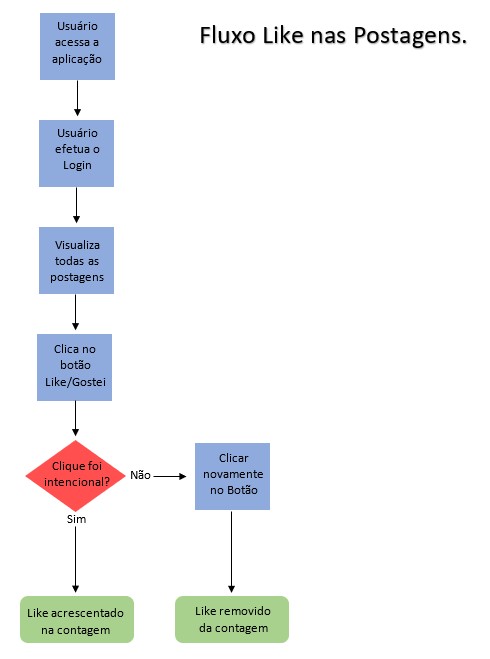 Fluxo Like nas Postagens.
Usuário
acessa a
aplicação
Usuário
efetua o
Login
Visualiza
todas as
postagens
Clica no
botão
Like/Gostei
Clique foi
intencional?
Não
Clicar
novamente
no Botão
Sim
Like acrescentado
na contagem
Like removido
da contagem